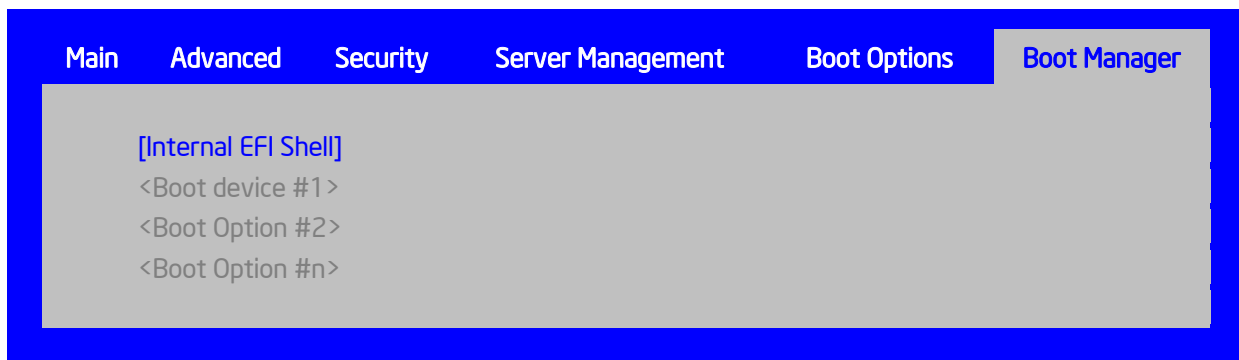 Main Advanced Security Server Management Boot Options Boot Manager
[Internal EFI Shell]
<Boot device #1>
<Boot Option #2>
<Boot Option #n>